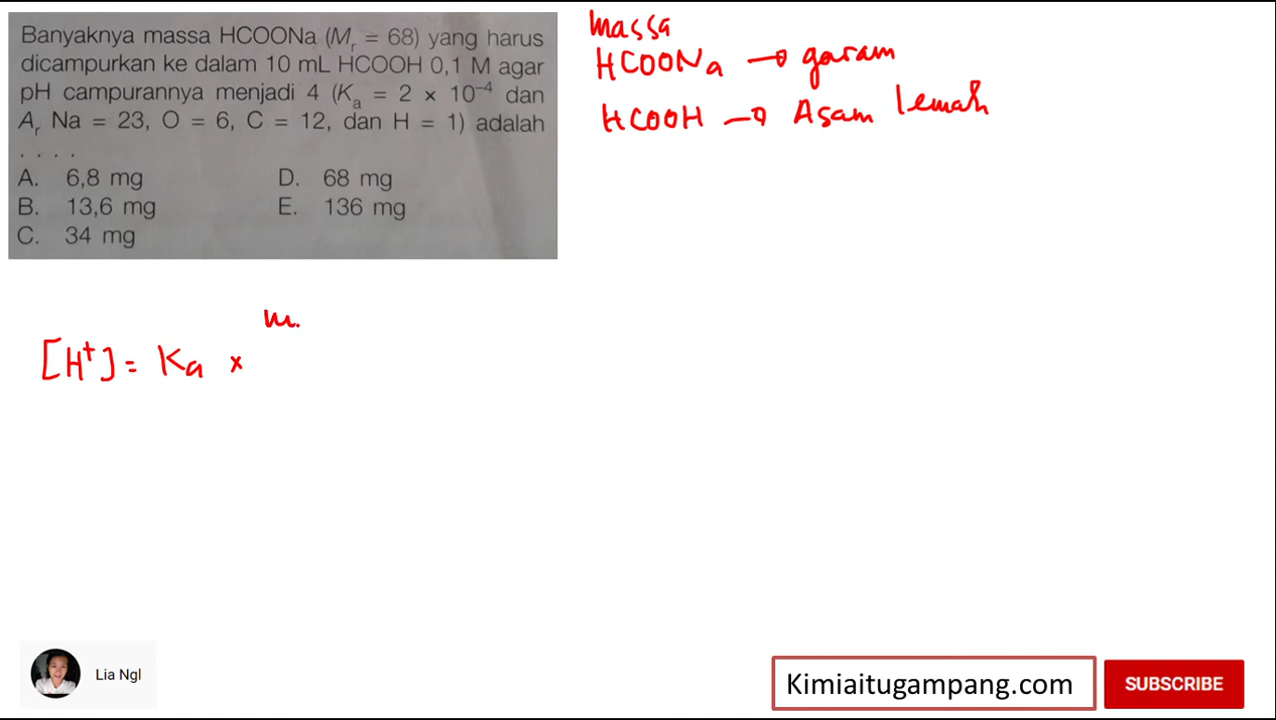 Banyaknya massa HCOONa (Mr = 68) yang harus
dicampurkan ke dalam 10 mL HCOOH 0,1 M agar
pH campurannya menjadi 4 (Ka = 2 × 10⁻⁴ dan
Ar Na = 23, O = 6, C = 12, dan H = 1) adalah
. . . .
A. 6,8 mg
B. 13,6 mg
C. 34 mg
D. 68 mg
E. 136 mg
massa
HCOONa → garam
HCOOH → Asam lemah
m.
[H⁺] = Ka ×
Lia Ngl
Kimiaitugampang.com
SUBSCRIBE